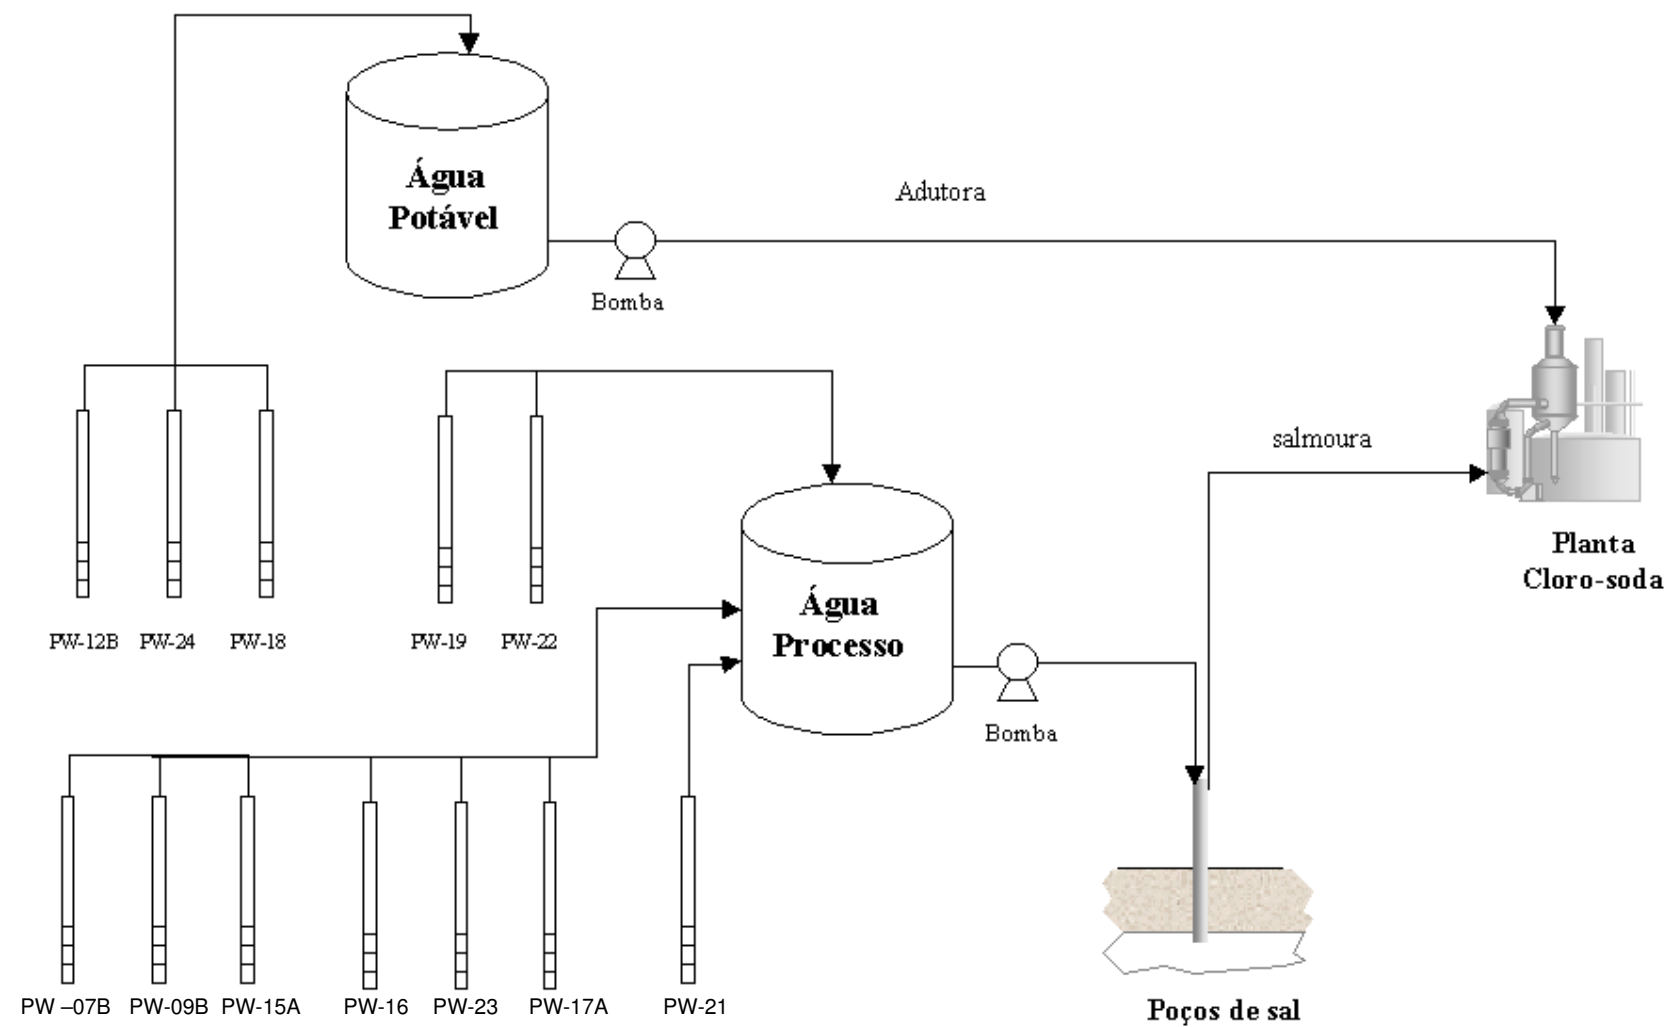 Água
Potável
Adutora
Bomba
salmoura
Planta
Cloro-soda
PW-12B PW-24 PW-18 PW-19 PW-22
Água
Processo
Bomba
PW –07B PW-09B PW-15A PW-16 PW-23 PW-17A PW-21
Poços de sal